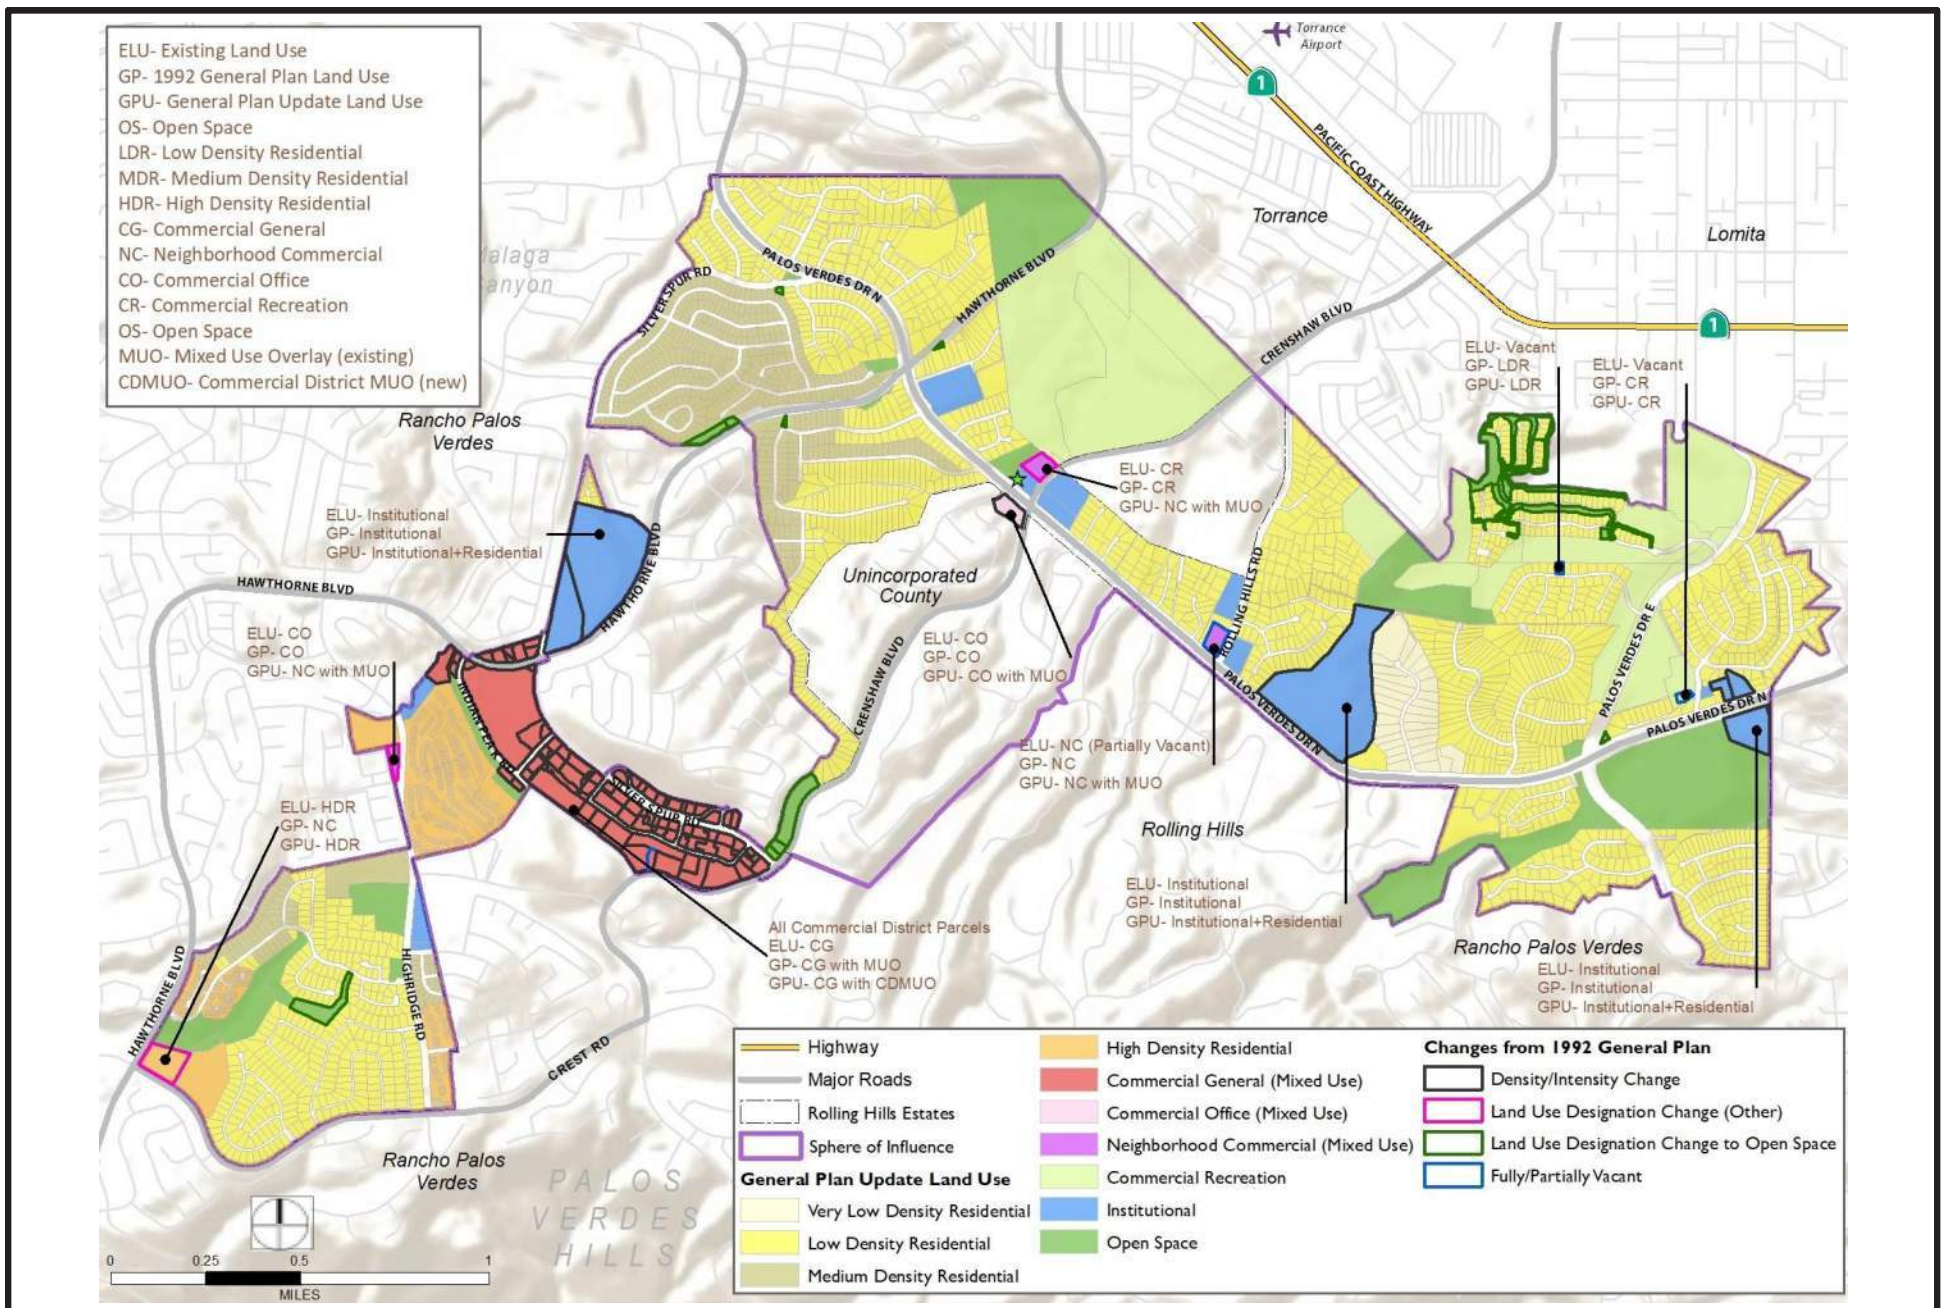 ELU- Existing Land Use
GP- 1992 General Plan Land Use
GPU- General Plan Update Land Use
OS- Open Space
LDR- Low Density Residential
MDR- Medium Density Residential
HDR- High Density Residential
CG- Commercial General
NC- Neighborhood Commercial
CO- Commercial Office
CR- Commercial Recreation
OS- Open Space
MUO- Mixed Use Overlay (existing)
CDMUO- Commercial District MUO (new)
Torrance
Airport
1
PACIFIC COAST HIGHWAY
Torrance
Lomita
1
alaga
anyon
SILVER SPUR RD
PALOS VERDES DR N
HAWTHORNE BLVD
CRENSHAW BLVD
ELU- Vacant
GP- LDR
GPU- LDR
ELU- Vacant
GP- CR
GPU- CR
Rancho Palos
Verdes
ELU- CR
GP- CR
GPU- NC with MUO
ELU- Institutional
GP- Institutional
GPU- Institutional+Residential
HAWTHORNE BLVD
HAWTHORNE BLVD
Unincorporated
County
ROLLING HILLS RD
ELU- CO
GP- CO
GPU- NC with MUO
ELU- CO
GP- CO
GPU- CO with MUO
CRENSHAW BLVD
PALOS VERDES DR E
PALOS VERDES DR N
PALOS VERDES DR N
INDIAN PEAK RD
SILVER SPUR RD
ELU- NC (Partially Vacant)
GP- NC
GPU- NC with MUO
ELU- HDR
GP- NC
GPU- HDR
Rolling Hills
ELU- Institutional
GP- Institutional
GPU- Institutional+Residential
All Commercial District Parcels
ELU- CG
GP- CG with MUO
GPU- CG with CDMUO
Rancho Palos Verdes
ELU- Institutional
GP- Institutional
GPU- Institutional+Residential
HAWTHORNE BLVD
HIGHRIDGE RD
CREST RD
Rancho Palos
Verdes
PALOS
VERDES
HILLS
0 0.25 0.5 1
MILES
Highway
Major Roads
Rolling Hills Estates
Sphere of Influence
General Plan Update Land Use
Very Low Density Residential
Low Density Residential
Medium Density Residential
High Density Residential
Commercial General (Mixed Use)
Commercial Office (Mixed Use)
Neighborhood Commercial (Mixed Use)
Commercial Recreation
Institutional
Open Space
Changes from 1992 General Plan
Density/Intensity Change
Land Use Designation Change (Other)
Land Use Designation Change to Open Space
Fully/Partially Vacant